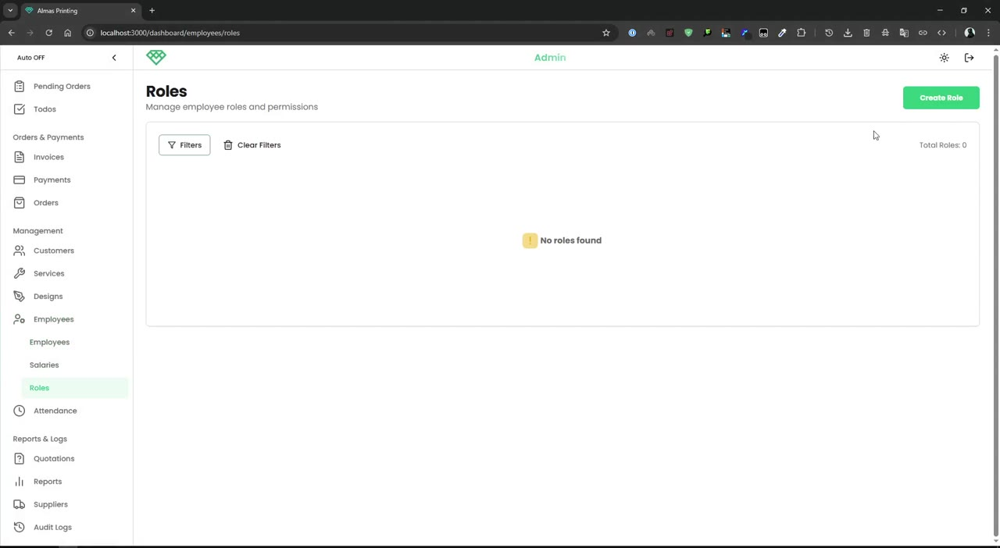 Almas Printing
localhost:3000/dashboard/employees/roles
Auto OFF
Admin
Pending Orders
Todos
Orders & Payments
Invoices
Payments
Orders
Management
Customers
Services
Designs
Employees
Employees
Salaries
Roles
Attendance
Reports & Logs
Quotations
Reports
Suppliers
Audit Logs
Roles
Manage employee roles and permissions
Create Role
Filters
Clear Filters
Total Roles: 0
! No roles found